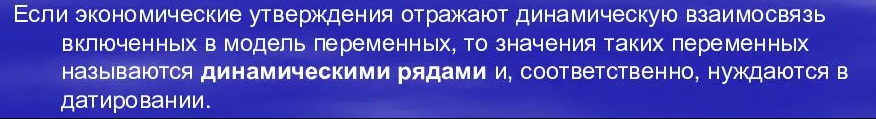 Если экономические утверждения отражают динамическую взаимосвязь
включенных в модель переменных, то значения таких переменных
называются динамическими рядами и, соответственно, нуждаются в
датировании.